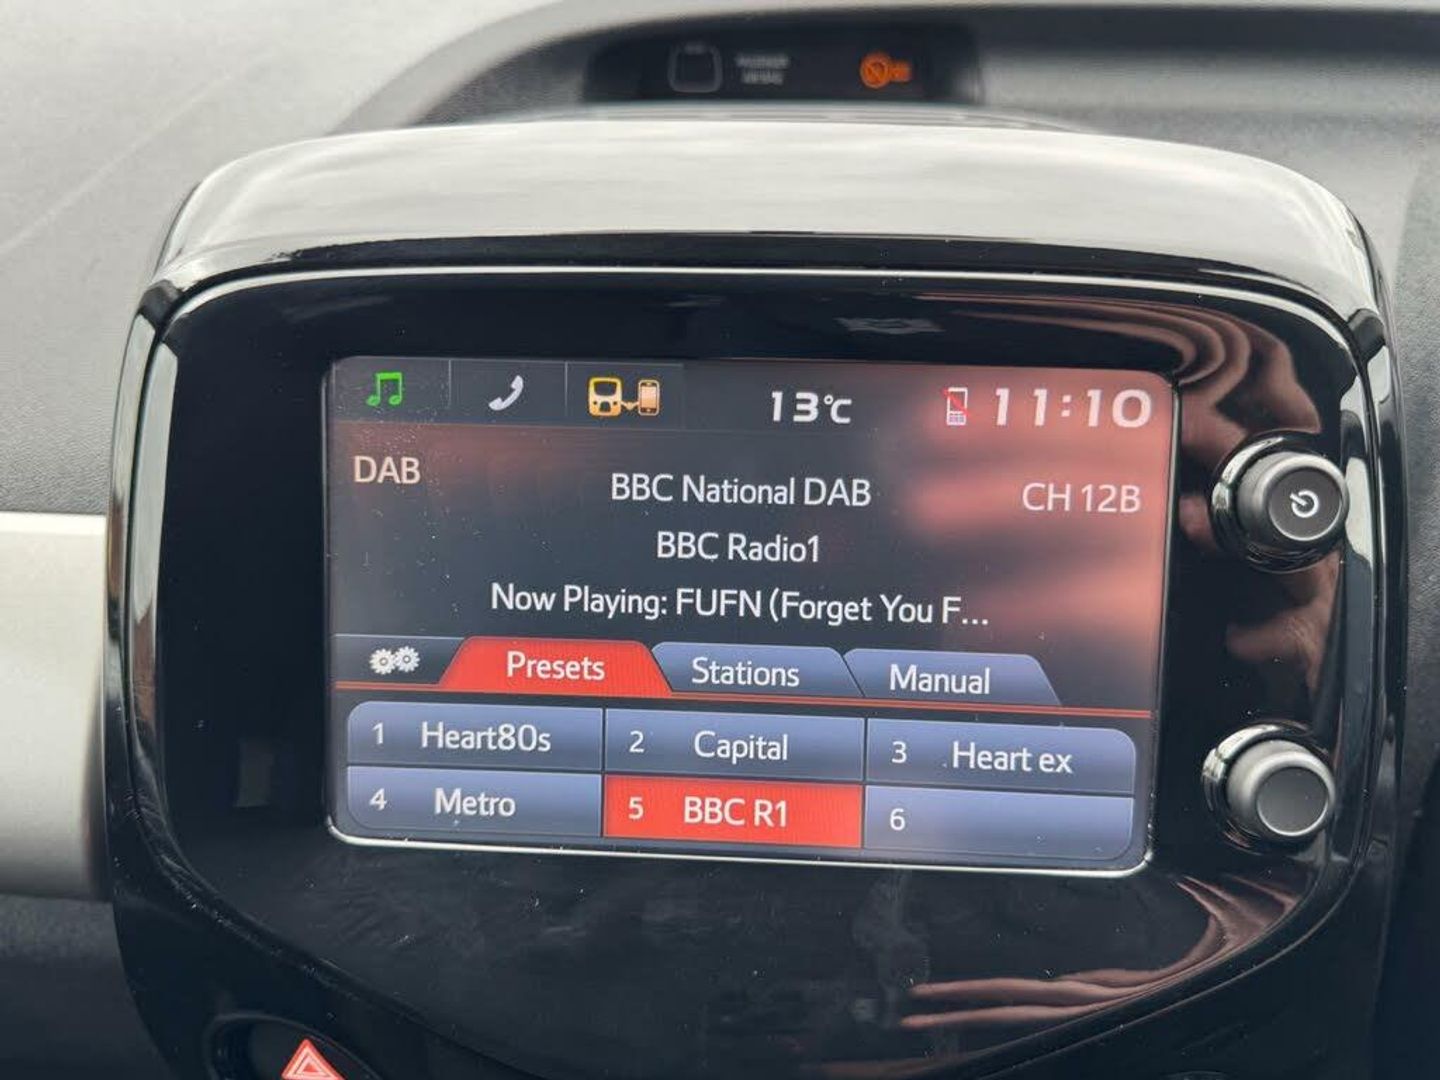 13°C
11:10
DAB
BBC National DAB
CH 12B
BBC Radio1
Now Playing: FUFN (Forget You F...
Presets
Stations
Manual
1 Heart80s
2 Capital
3 Heart ex
4 Metro
5 BBC R1
6